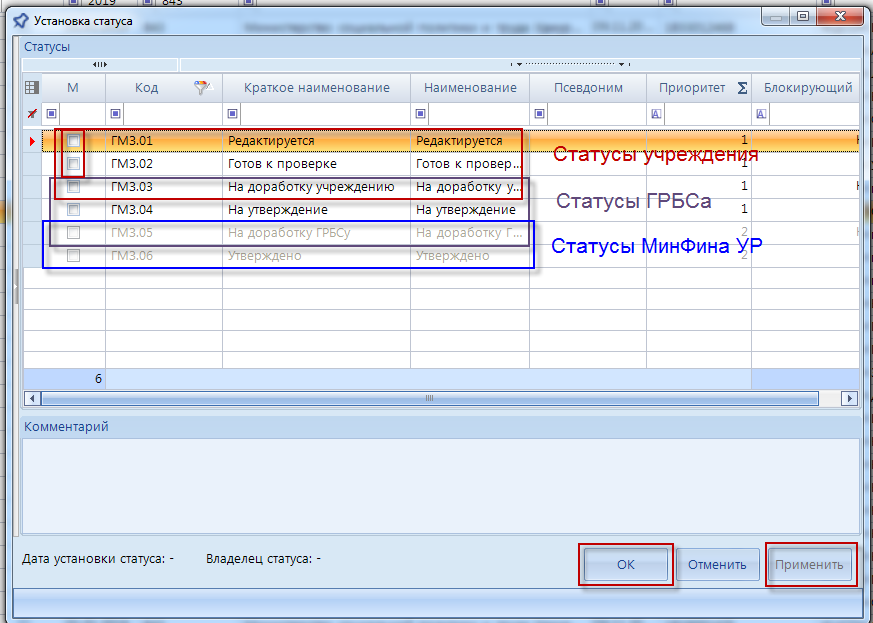 2019 843
Установка статуса
Статусы
М Код Краткое наименование Наименование Псевдоним Приоритет Σ Блокирующий
А А
ГМЗ.01 Редактируется Редактируется 1
ГМЗ.02 Готов к проверке Готов к провер... 1
Статусы учреждения
ГМЗ.03 На доработку учреждению На доработку у... 1
Статусы ГРБСа
ГМЗ.04 На утверждение На утверждение 1
ГМЗ.05 На доработку ГРБСу На доработку Г... 2
Статусы МинФина УР
ГМЗ.06 Утверждено Утверждено 2
6
Комментарий
Дата установки статуса: - Владелец статуса: -
ОК Отменить Применить